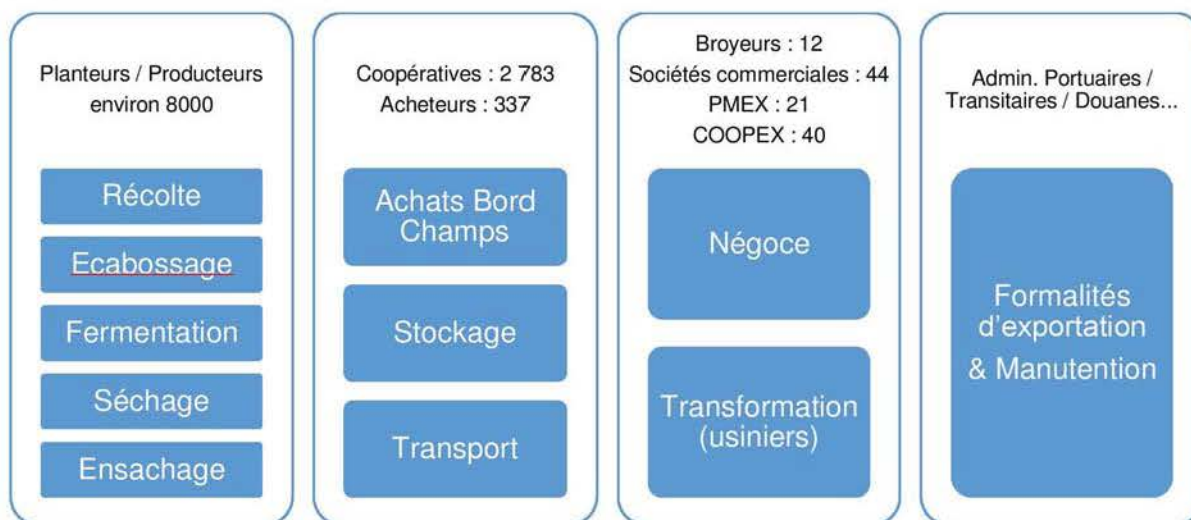 Planteurs / Producteurs
environ 8000
Récolte
Ecabossage
Fermentation
Séchage
Ensachage
Coopératives : 2 783
Acheteurs : 337
Achats Bord
Champs
Stockage
Transport
Broyeurs : 12
Sociétés commerciales : 44
PMEX : 21
COOPEX : 40
Négoce
Transformation
(usiniers)
Admin. Portuaires /
Transitaires / Douanes...
Formalités
d'exportation
& Manutention